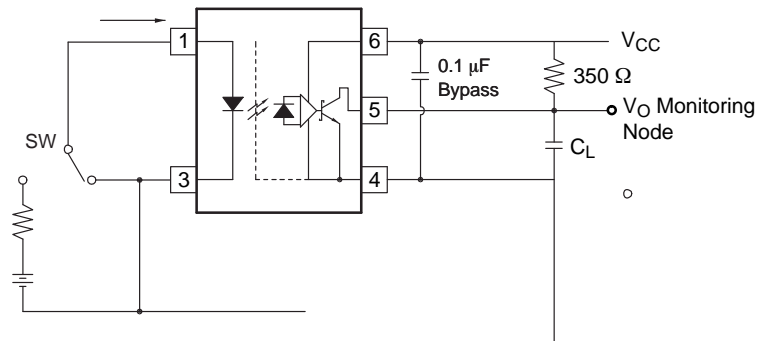 1
6
V_CC
0.1 μF
Bypass
350 Ω
5
V_O Monitoring
Node
SW
C_L
3
4